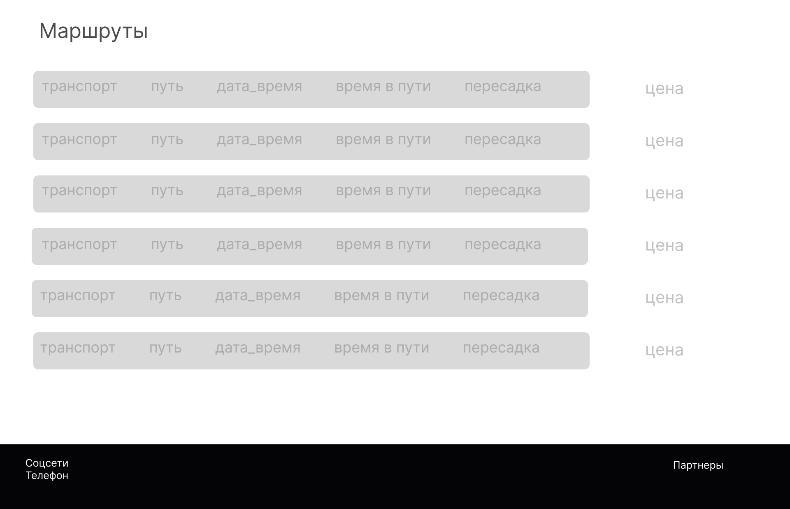 Маршруты
транспорт путь дата_время время в пути пересадка цена
транспорт путь дата_время время в пути пересадка цена
транспорт путь дата_время время в пути пересадка цена
транспорт путь дата_время время в пути пересадка цена
транспорт путь дата_время время в пути пересадка цена
транспорт путь дата_время время в пути пересадка цена
Соцсети
Партнеры
Телефон